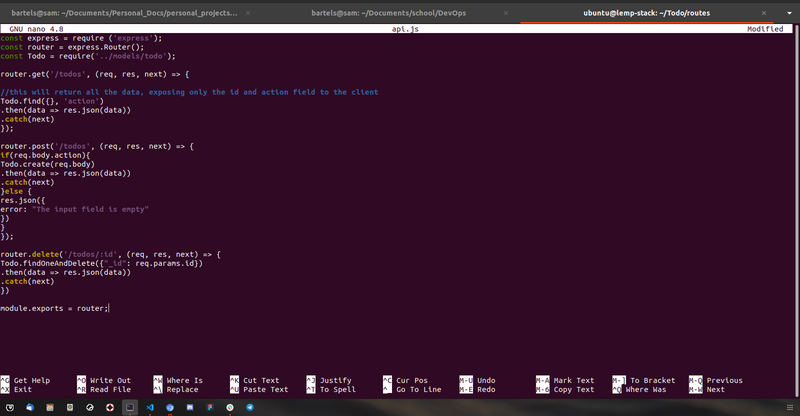 bartels@sam: ~/Documents/Personal_Docs/personal_projects...
bartels@sam: ~/Documents/school/DevOps
ubuntu@lemp-stack: ~/Todo/routes
GNU nano 4.8 api.js Modified
const express = require ('express');
const router = express.Router();
const Todo = require('../models/todo');
router.get('/todos', (req, res, next) => {
//this will return all the data, exposing only the id and action field to the client
Todo.find({}, 'action')
.then(data => res.json(data))
.catch(next)
});
router.post('/todos', (req, res, next) => {
if(req.body.action){
Todo.create(req.body)
.then(data => res.json(data))
.catch(next)
}else {
res.json({
error: "The input field is empty"
})
}
});
router.delete('/todos/:id', (req, res, next) => {
Todo.findOneAndDelete({"_id": req.params.id})
.then(data => res.json(data))
.catch(next)
})
module.exports = router;
^G Get Help ^O Write Out ^W Where Is ^K Cut Text ^J Justify ^C Cur Pos M-U Undo M-A Mark Text M-] To Bracket M-Q Previous
^X Exit ^R Read File ^\ Replace ^U Paste Text ^T To Spell ^_ Go To Line M-E Redo M-6 Copy Text ^Q Where Was M-W Next